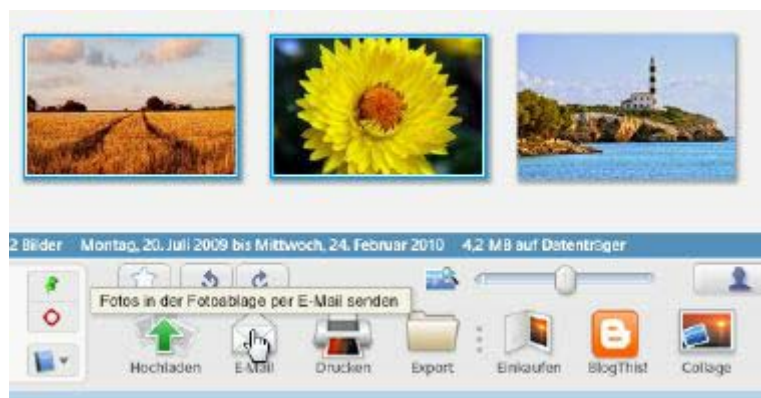 2 Bilder Montag, 20. Juli 2009 bis Mittwoch, 24. Februar 2010 4,2 MB auf Datenträger
Fotos in der Fotoablage per E-Mail senden
Hochladen E-Mail Drucken Export Einkaufen BlogThis! Collage